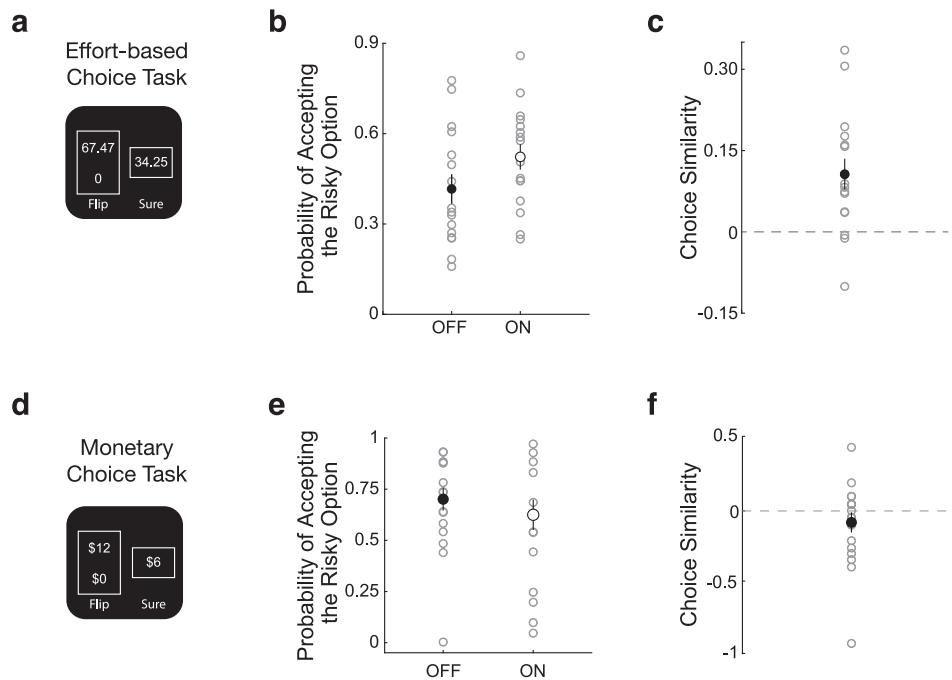 a
Effort-based
Choice Task
67.47
0
34.25
Flip
Sure
b
Probability of Accepting
the Risky Option
0.9
0.6
0.3
0
OFF
ON
c
Choice Similarity
0.30
0.15
0
-0.15
d
Monetary
Choice Task
$12
$0
$6
Flip
Sure
e
Probability of Accepting
the Risky Option
1
0.75
0.5
0.25
0
OFF
ON
f
Choice Similarity
0.5
0
-0.5
-1